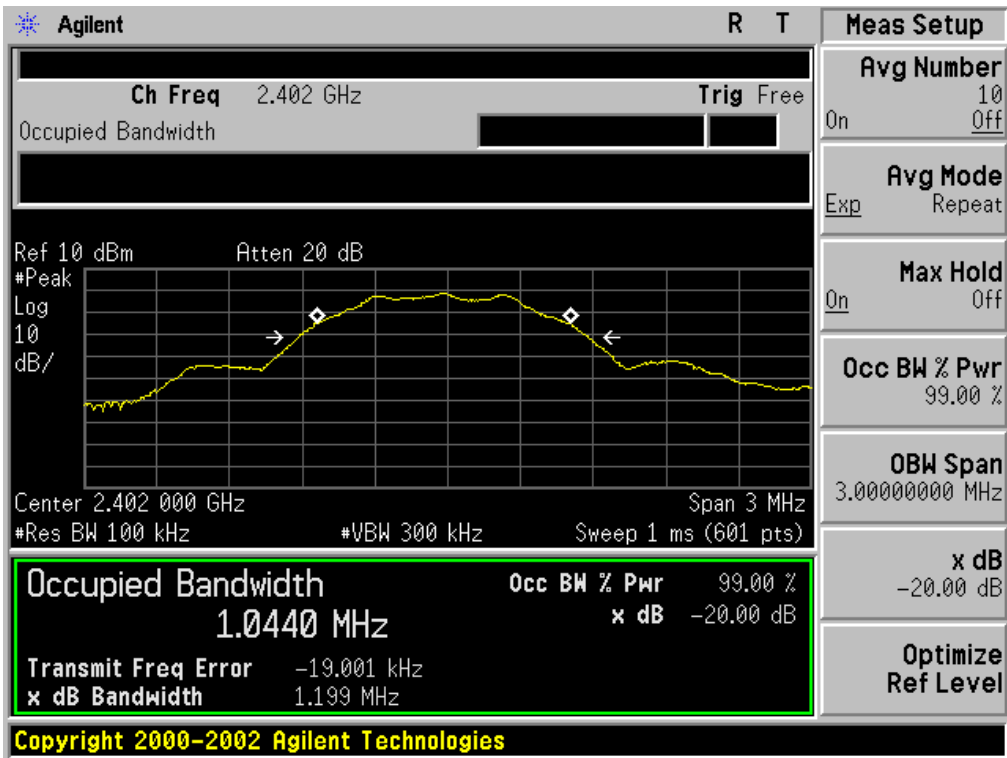 Agilent R T
Ch Freq 2.402 GHz Trig Free
Occupied Bandwidth
Ref 10 dBm Atten 20 dB
#Peak
Log
10
dB/
Center 2.402 000 GHz Span 3 MHz
#Res BW 100 kHz #VBW 300 kHz Sweep 1 ms (601 pts)
Occupied Bandwidth Occ BW % Pwr 99.00 %
1.0440 MHz x dB -20.00 dB
Transmit Freq Error -19.001 kHz
x dB Bandwidth 1.199 MHz
Copyright 2000-2002 Agilent Technologies
Meas Setup
Avg Number
10
On Off
Avg Mode
Exp Repeat
Max Hold
On Off
Occ BW % Pwr
99.00 %
OBW Span
3.00000000 MHz
x dB
-20.00 dB
Optimize
Ref Level